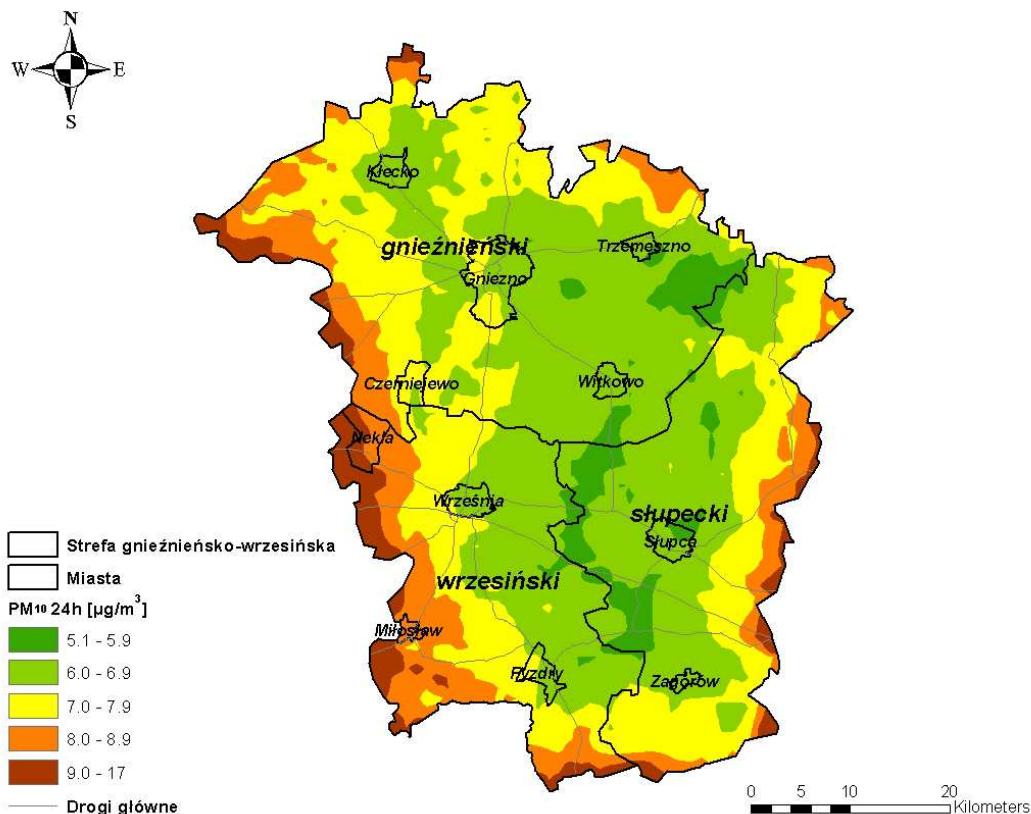 N
W E
S
Kłecko
gnieźnieński
Trzemeszno
Gniezno
Czerniejewo
Witkowo
Nekla
Września
słupecki
Słupca
wrzesiński
Miłosław
Pyzdry
Zagórów
Strefa gnieźnieńsko-wrzesińska
Miasta
PM10 24h [µg/m³]
5.1 - 5.9
6.0 - 6.9
7.0 - 7.9
8.0 - 8.9
9.0 - 17
Drogi główne
0 5 10 20
Kilometers